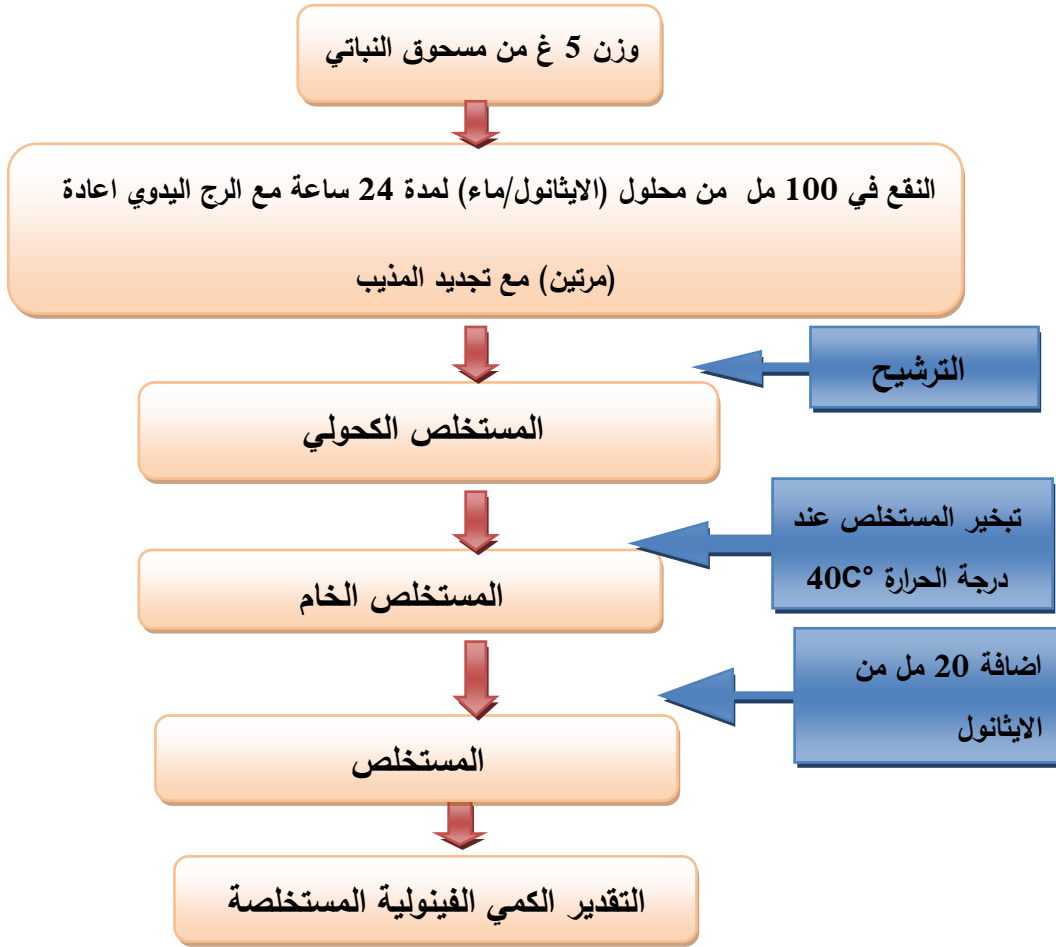 وزن 5 غ من مسحوق النباتي
النقع في 100 مل من محلول (الايثانول/ماء) لمدة 24 ساعة مع الرج اليدوي اعادة
(مرتين) مع تجديد المذيب
الترشيح
المستخلص الكحولي
تبخير المستخلص عند
درجة الحرارة 40C°
المستخلص الخام
اضافة 20 مل من
الايثانول
المستخلص
التقدير الكمي الفينولية المستخلصة